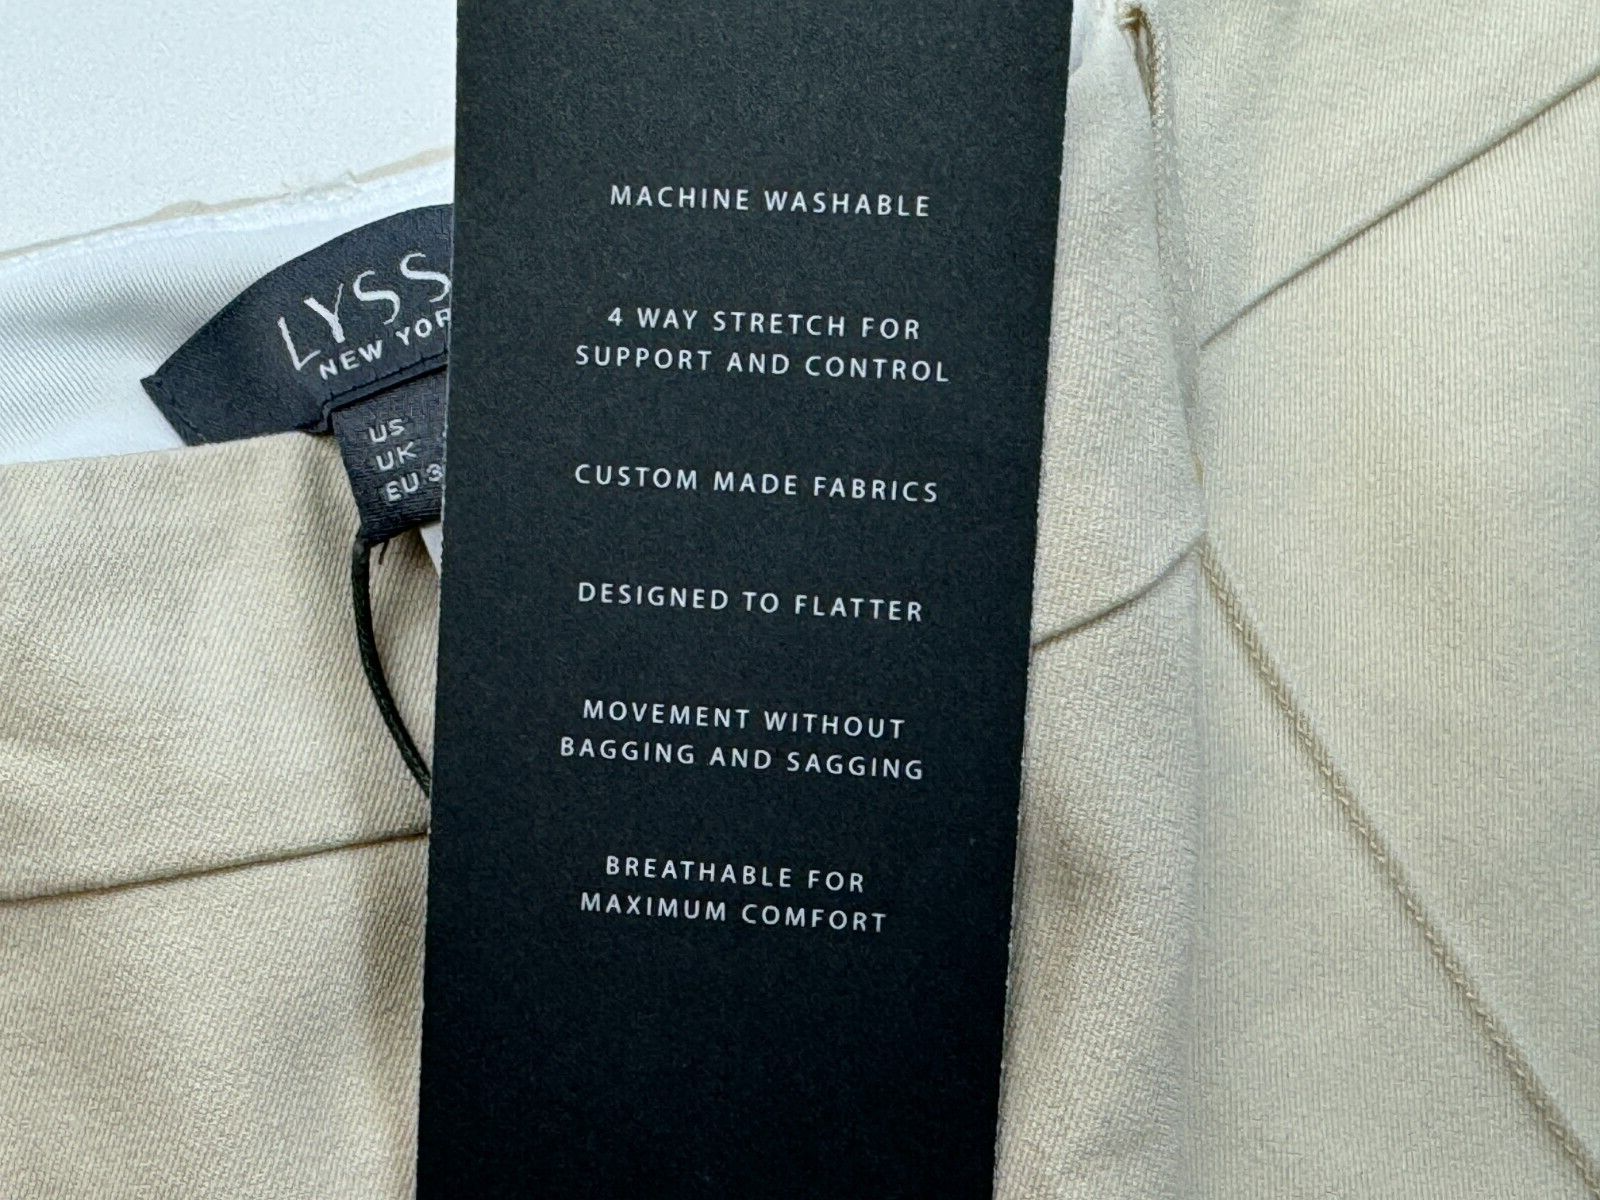 LYSS
NEW YOR
US
UK
EU 3
MACHINE WASHABLE
4 WAY STRETCH FOR
SUPPORT AND CONTROL
CUSTOM MADE FABRICS
DESIGNED TO FLATTER
MOVEMENT WITHOUT
BAGGING AND SAGGING
BREATHABLE FOR
MAXIMUM COMFORT